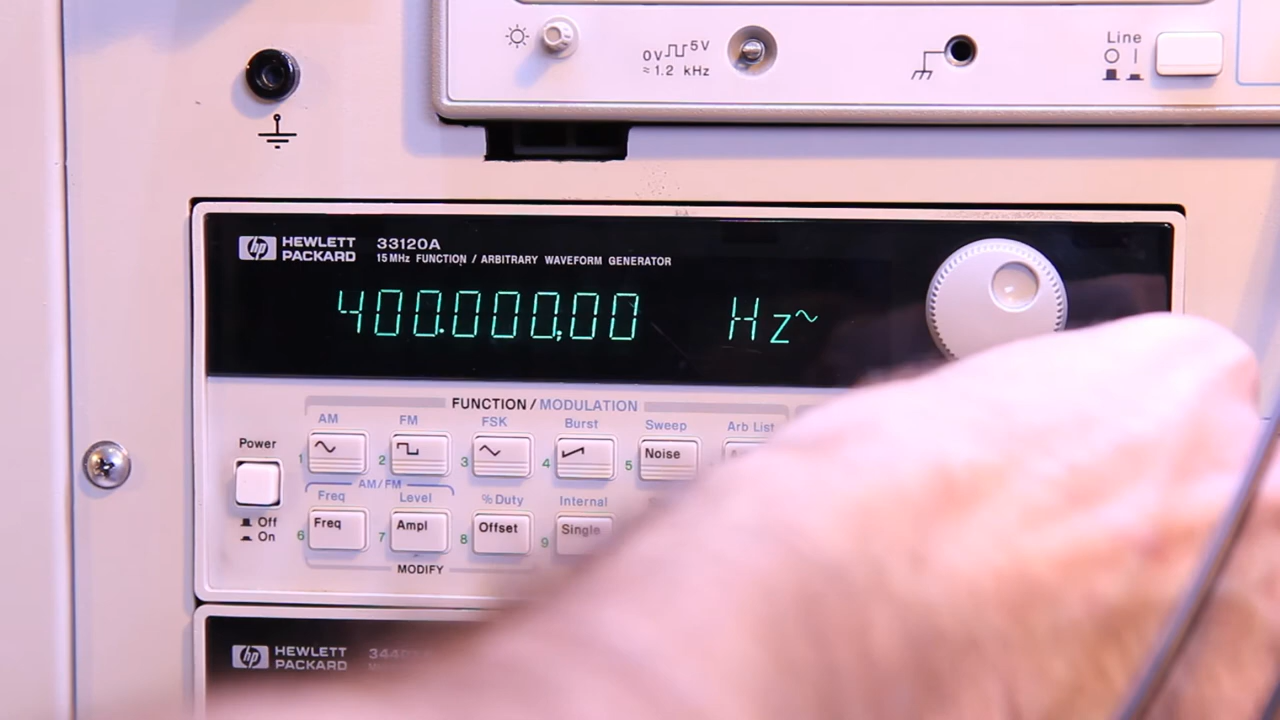 0V 5V
≈1.2 kHz
Line
O |
hp HEWLETT PACKARD
33120A
15 MHz FUNCTION / ARBITRARY WAVEFORM GENERATOR
400.000,00 Hz~
FUNCTION / MODULATION
AM FM FSK Burst Sweep Arb List
1 2 3 4 5 Noise
Power
AM/FM
Freq Level % Duty Internal
6 Freq 7 Ampl 8 Offset 9 Single
Off
On
MODIFY
hp HEWLETT PACKARD